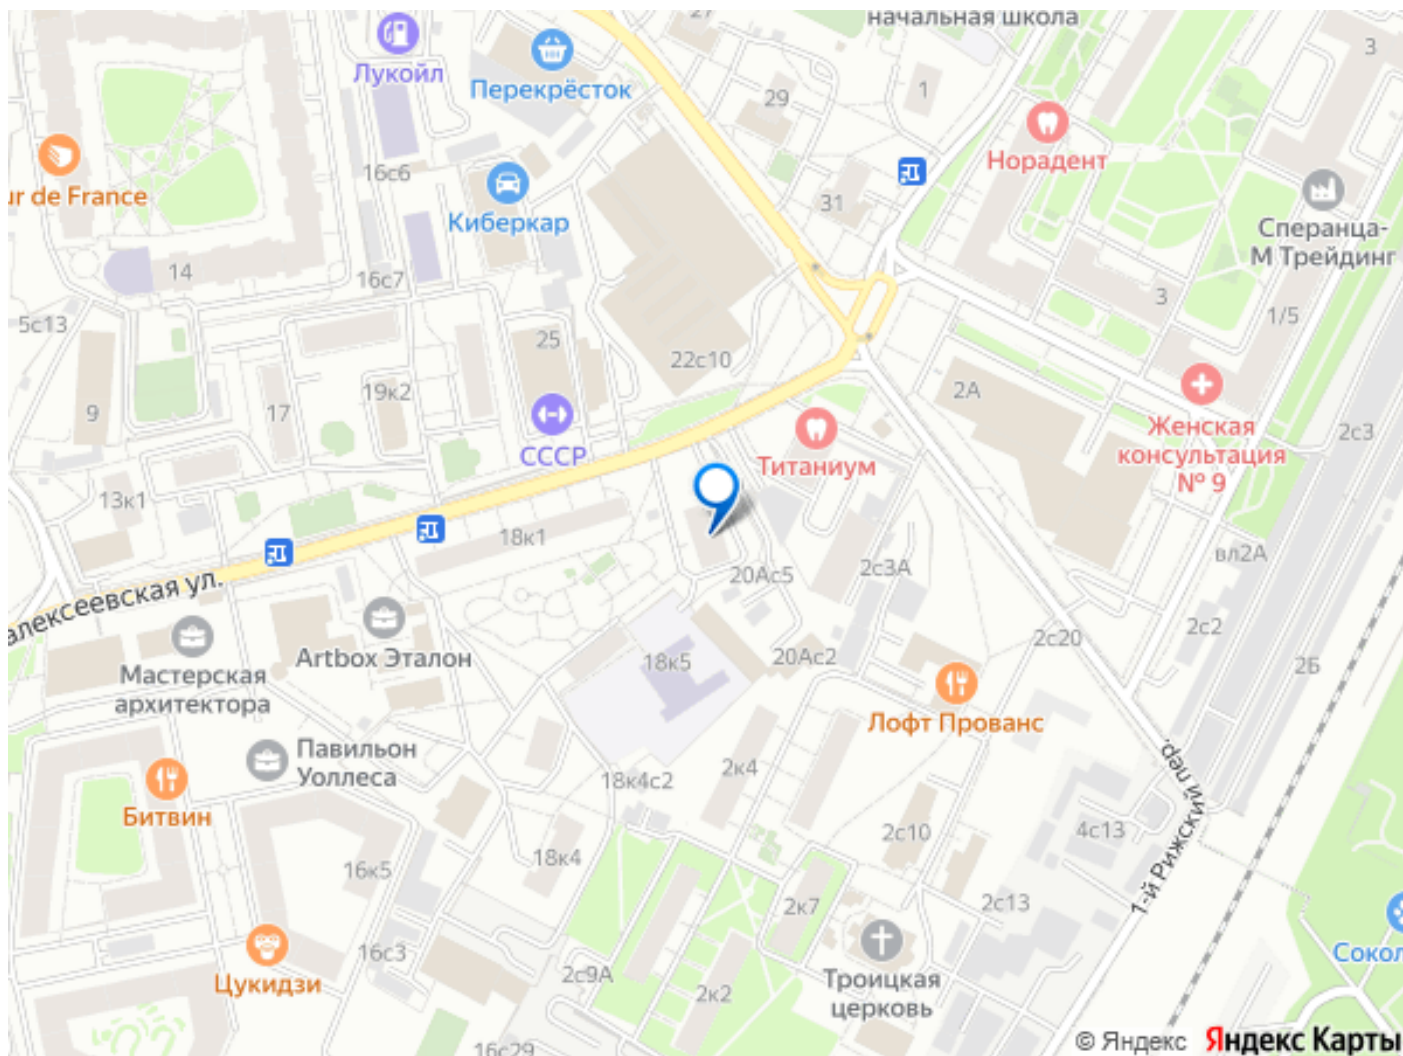 27
начальная школа
3
Лукойл
Перекрёсток
29
1
Норадент
16с6
ur de France
Киберкар
31
Сперанца-
М Трейдинг
14
16с7
3
5с13
1/5
25
22с10
19к2
2А
9
17
СССР
Титаниум
Женская
консультация
№ 9
2с3
13к1
18к1
вл2А
20Ас5
2с3А
алексеевская ул.
Мастерская
архитектора
Artbox Эталон
18к5
20Ас2
2с20
2с2
2Б
Лофт Прованс
Павильон
Уоллеса
18к4с2
2к4
1-й Рижский пер.
Битвин
2с10
4с13
18к4
16к5
2к7
2с13
Цукидзи
16с3
2с9А
2к2
Троицкая
церковь
Сокол
16с29
© Яндекс Яндекс Карты